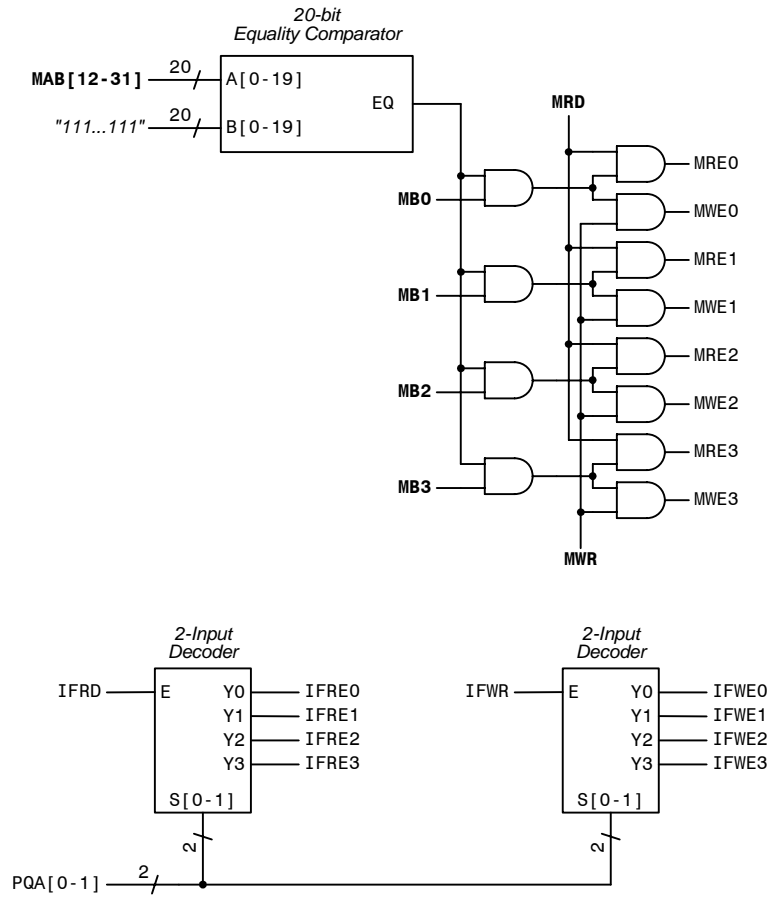 20-bit
Equality Comparator
MAB[12-31]
20
A[0-19]
EQ
"111...111"
20
B[0-19]
MRD
MB0
MRE0
MWE0
MB1
MRE1
MWE1
MB2
MRE2
MWE2
MB3
MRE3
MWE3
MWR
2-Input
Decoder
IFRD
E
Y0
IFRE0
Y1
IFRE1
Y2
IFRE2
Y3
IFRE3
S[0-1]
2
2-Input
Decoder
IFWR
E
Y0
IFWE0
Y1
IFWE1
Y2
IFWE2
Y3
IFWE3
S[0-1]
2
PQA[0-1]
2